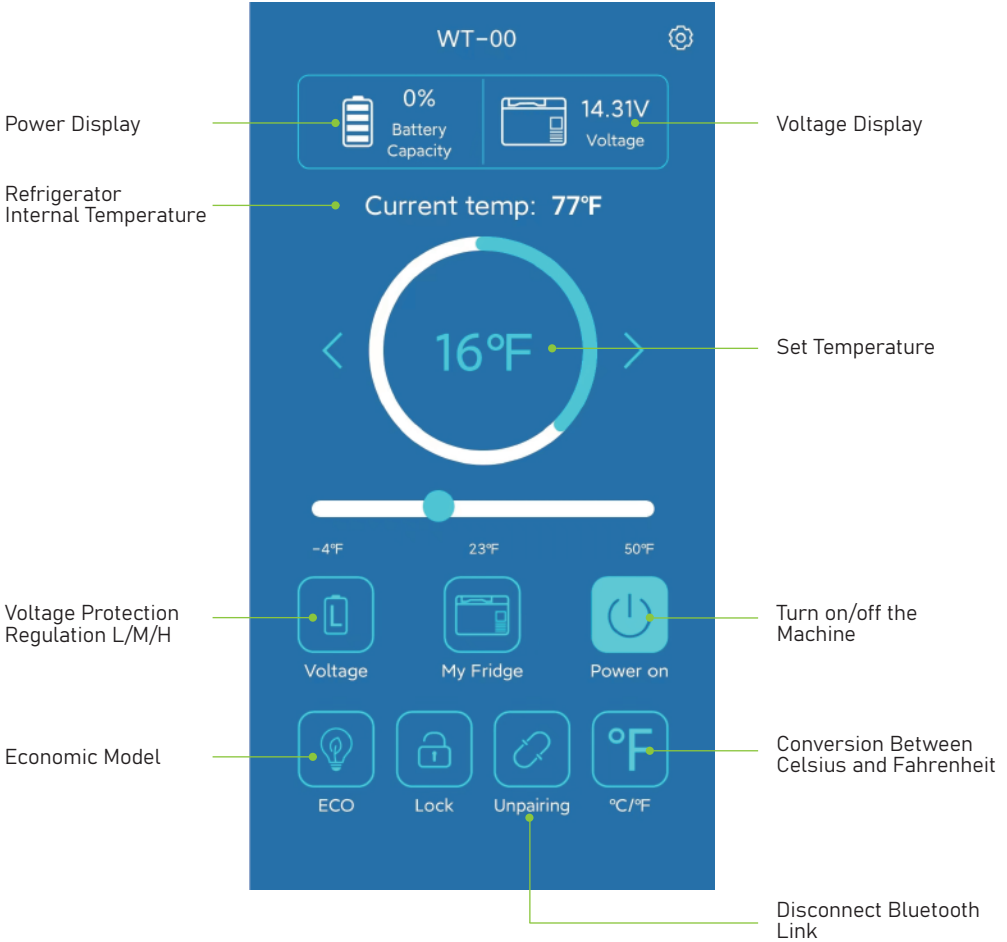 WT-00
Power Display
0%
Battery
Capacity
14.31V
Voltage
Voltage Display
Refrigerator
Internal Temperature
Current temp: 77°F
16°F
Set Temperature
-4°F 23°F 50°F
Voltage Protection
Regulation L/M/H
L
Voltage
My Fridge
Power on
Turn on/off the
Machine
Economic Model
°F
Conversion Between
Celsius and Fahrenheit
ECO
Lock
Unpairing
°C/°F
Disconnect Bluetooth
Link